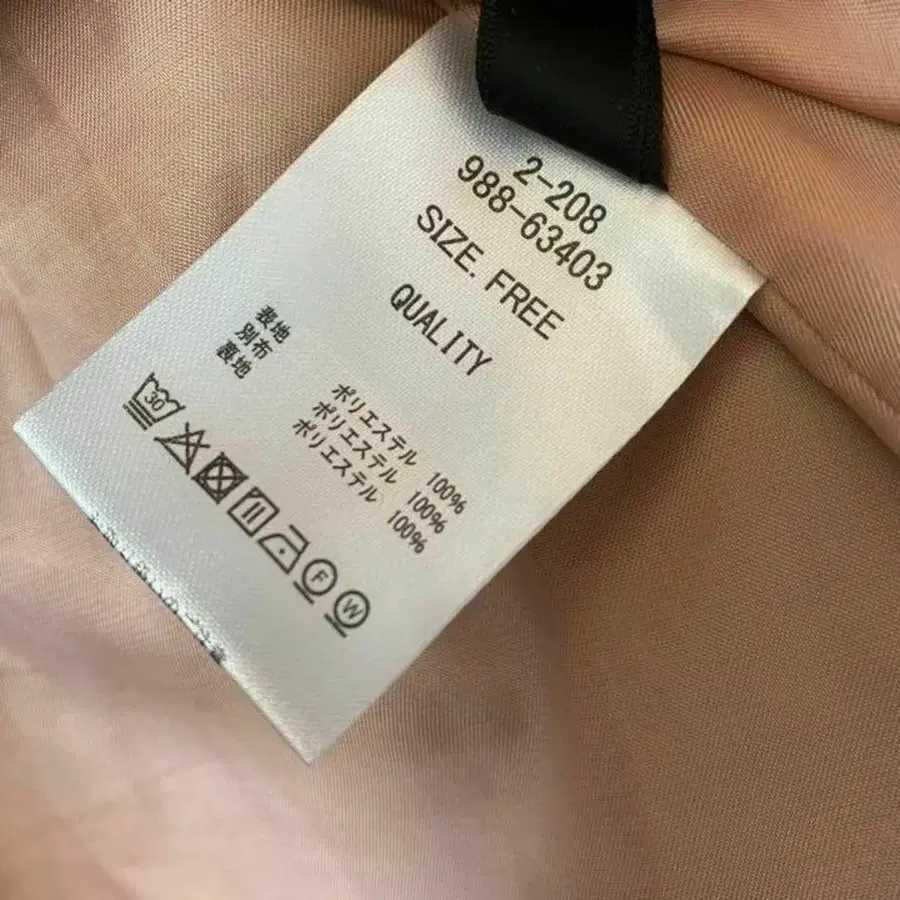 2-208
988-63403
SIZE. FREE
QUALITY
表地 ポリエステル 100%
別布 ポリエステル 100%
裏地 ポリエステル 100%
30
F
W